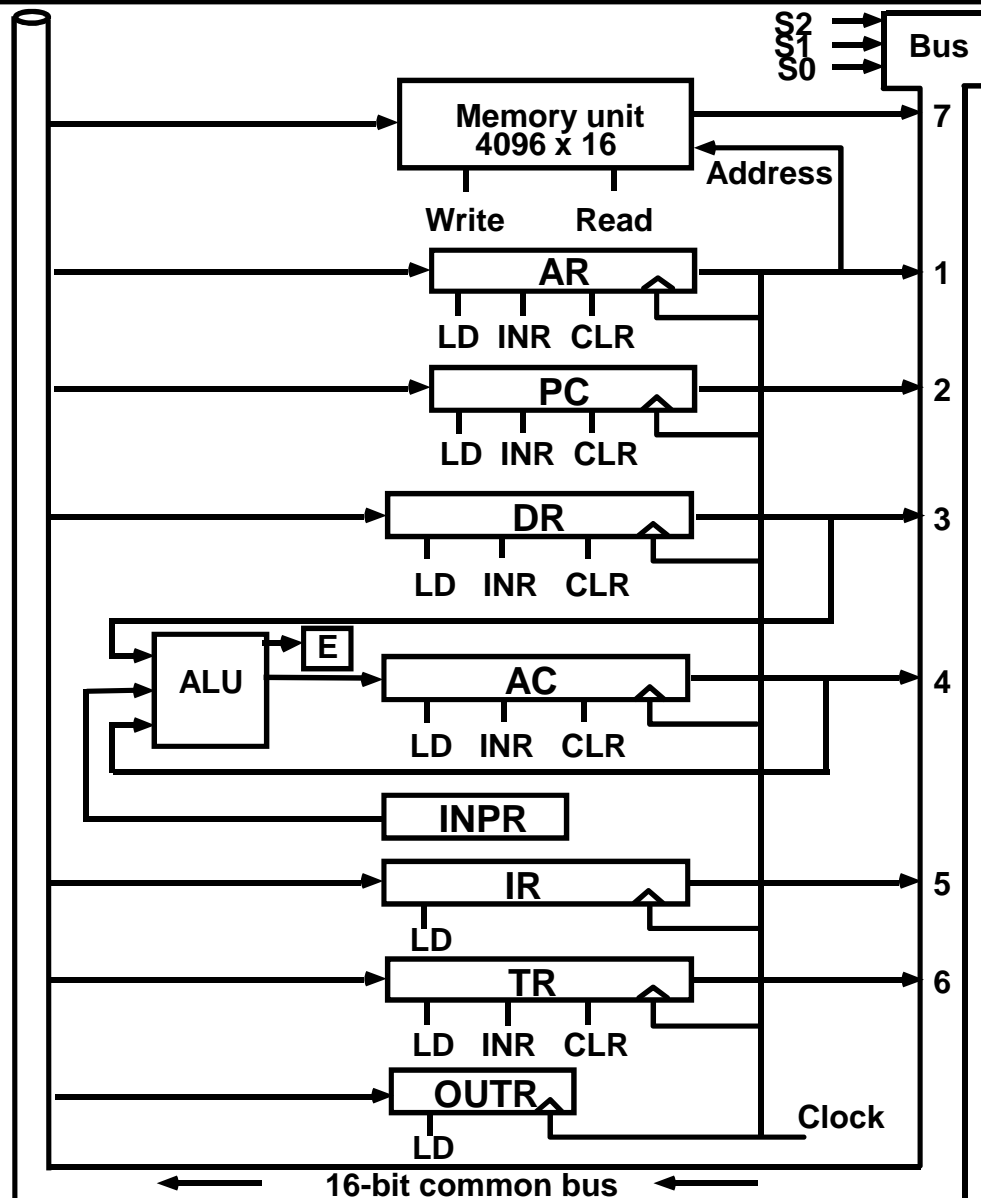 S2
S1
S0
Bus
Memory unit
4096 x 16
7
Address
Write Read
AR
1
LD INR CLR
PC
2
LD INR CLR
DR
3
LD INR CLR
E
ALU
AC
4
LD INR CLR
INPR
IR
5
LD
TR
6
LD INR CLR
OUTR
Clock
LD
16-bit common bus